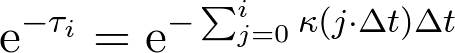 e^{-τ_i} = e^{-∑_{j=0}^{i} κ(j·Δt)Δt}